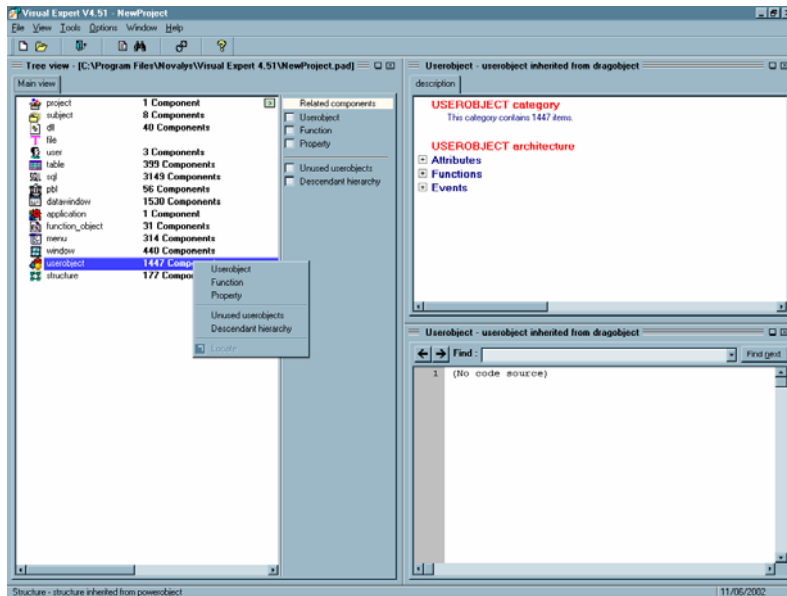 Visual Expert V4.51 - NewProject
File View Tools Options Window Help
Tree view - [C:\Program Files\Novalys\Visual Expert 4.51\NewProject.pad]
Main view
project 1 Component
subject 8 Components
dll 40 Components
file
user 3 Components
table 399 Components
sql 3149 Components
pbl 56 Components
datawindow 1530 Components
application 1 Component
function_object 31 Components
menu 314 Components
window 440 Components
userobject 1447 Comp
structure 177 Compo
Userobject
Function
Property
Unused userobjects
Descendant hierarchy
Locate
Related components
Userobject
Function
Property
Unused userobjects
Descendant hierarchy
Userobject - userobject inherited from dragobject
description
USEROBJECT category
This category contains 1447 items.
USEROBJECT architecture
Attributes
Functions
Events
Userobject - userobject inherited from dragobject
Find :
Find next
1 (No code source)
Structure - structure inherited from powerobject
11/06/2002